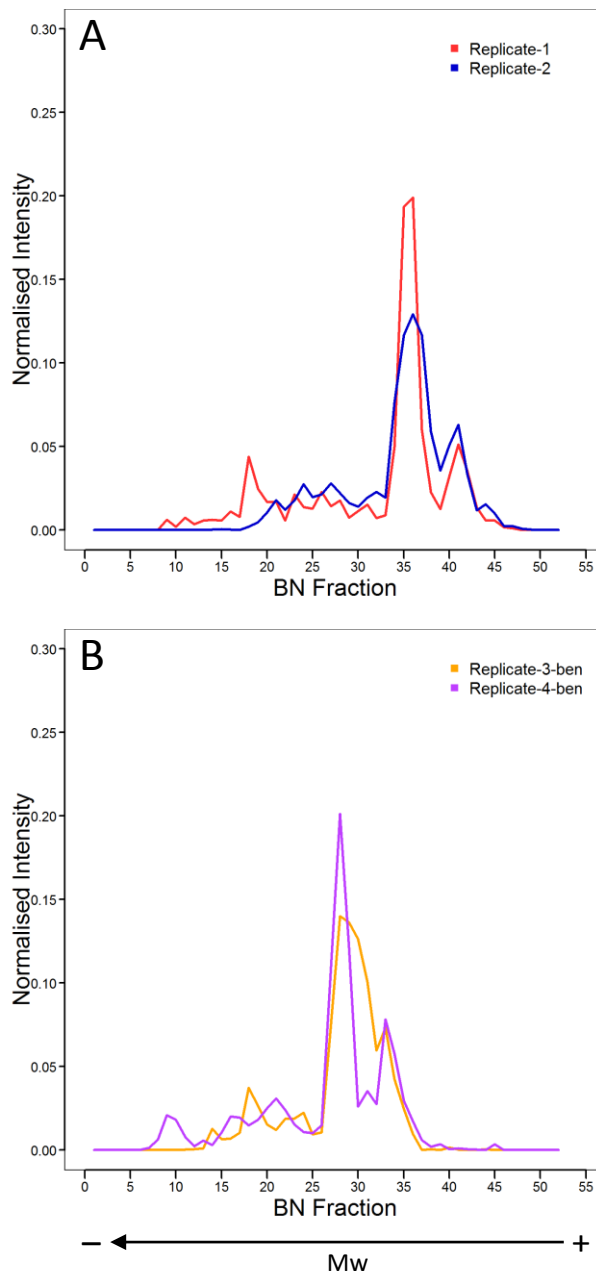 A
Replicate-1
Replicate-2
Normalised Intensity
0.30
0.25
0.20
0.15
0.10
0.05
0.00
0 5 10 15 20 25 30 35 40 45 50 55
BN Fraction
B
Replicate-3-ben
Replicate-4-ben
Normalised Intensity
0.30
0.25
0.20
0.15
0.10
0.05
0.00
0 5 10 15 20 25 30 35 40 45 50 55
BN Fraction
− +
Mw